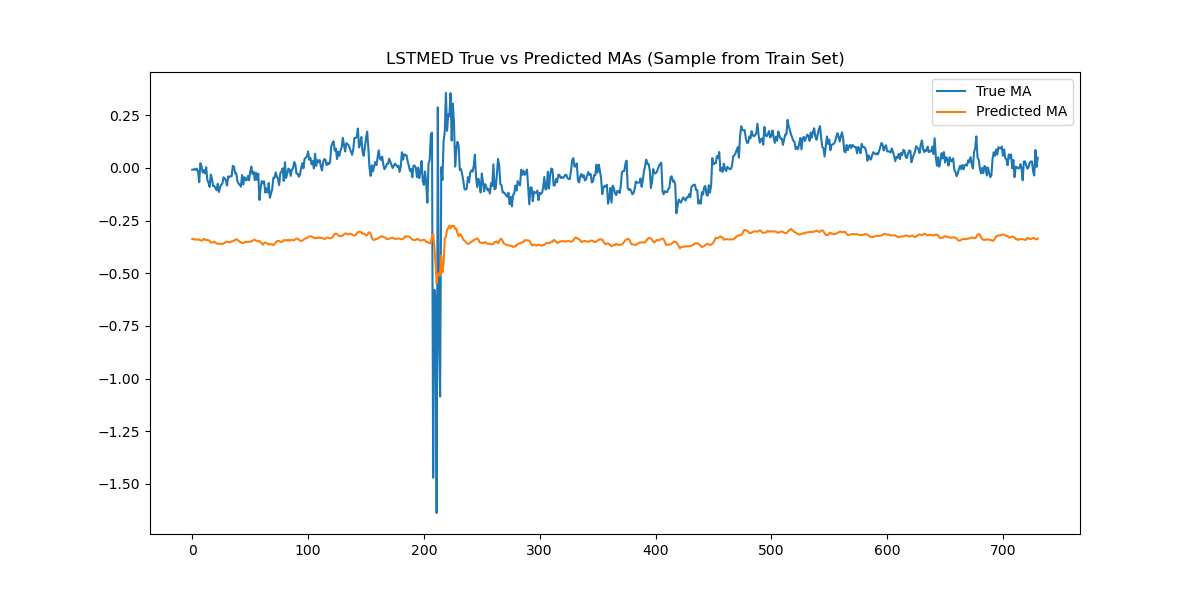 LSTMED True vs Predicted MAs (Sample from Train Set)
True MA
Predicted MA
0.25
0.00
−0.25
−0.50
−0.75
−1.00
−1.25
−1.50
0 100 200 300 400 500 600 700